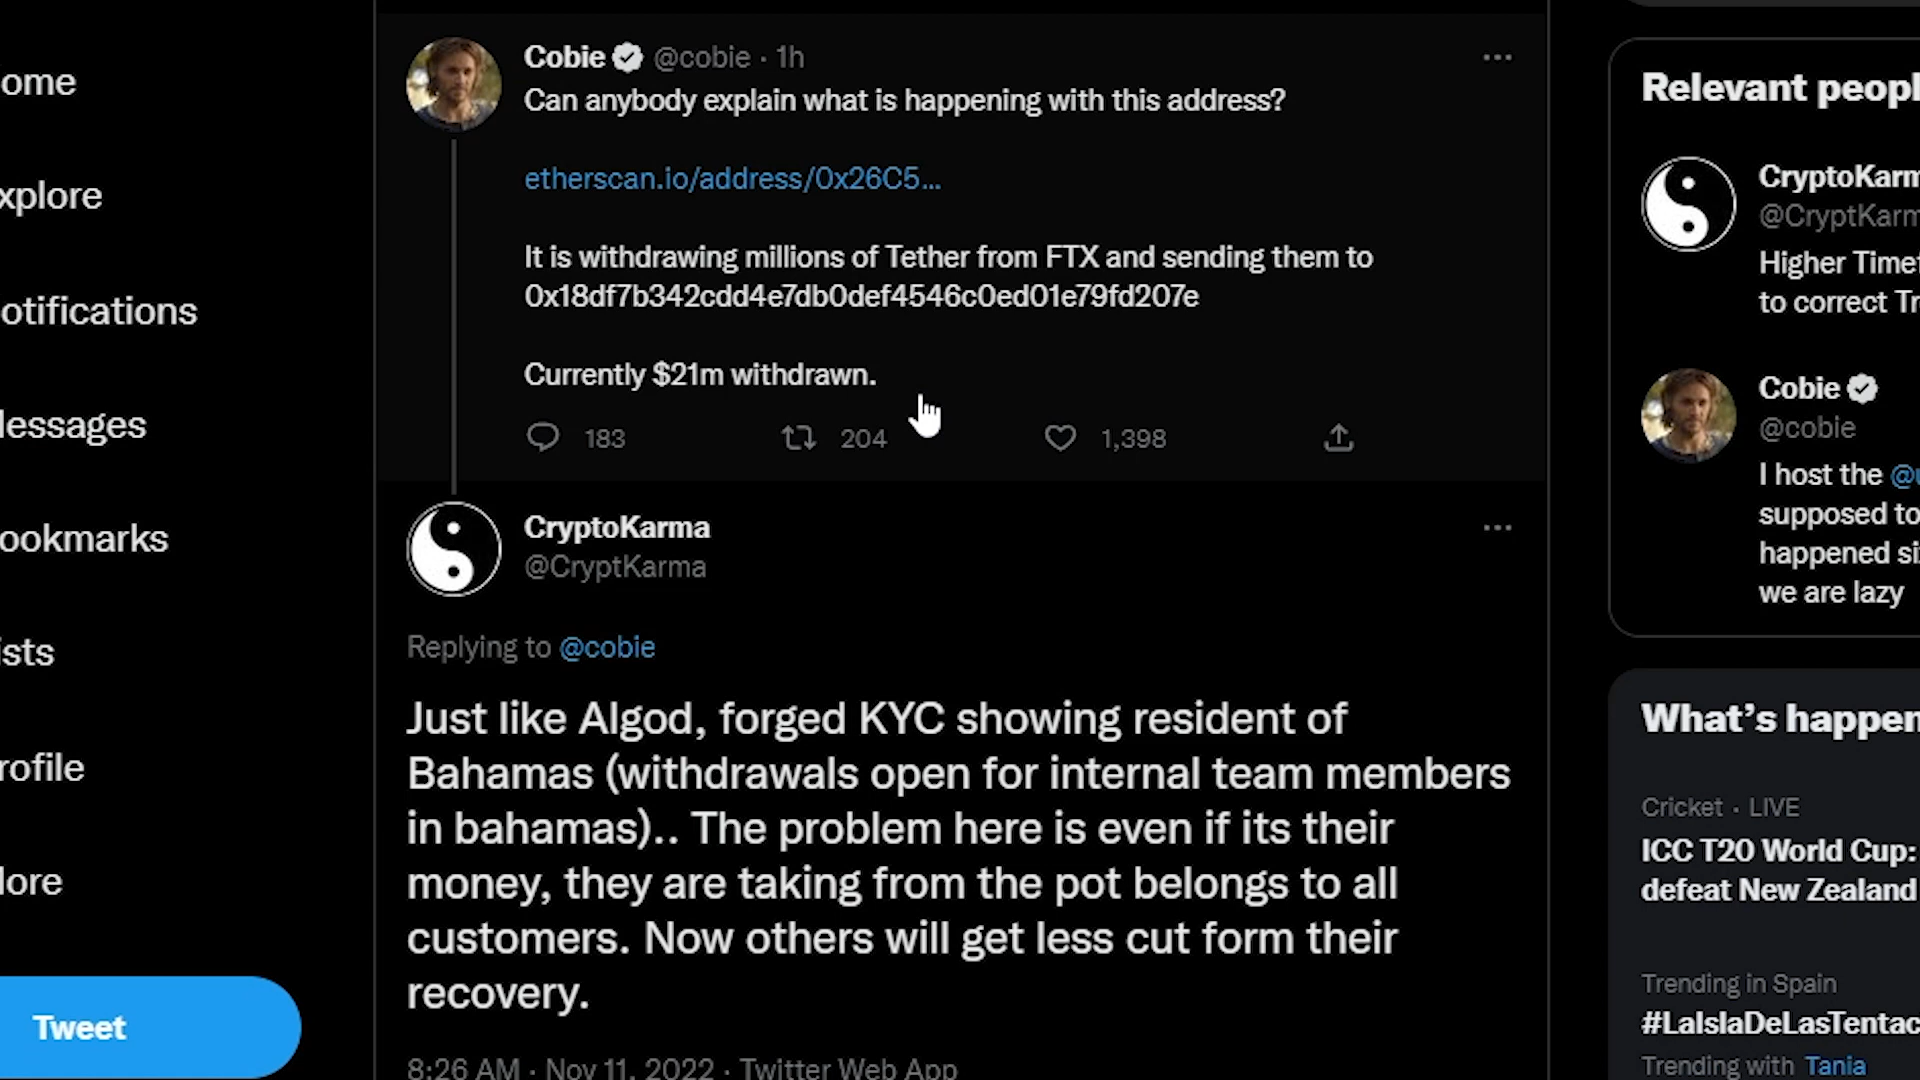 ome
xplore
otifications
essages
ookmarks
ists
rofile
ore
Tweet
Cobie @cobie · 1h
Can anybody explain what is happening with this address?
etherscan.io/address/0x26C5...
It is withdrawing millions of Tether from FTX and sending them to
0x18df7b342cdd4e7db0def4546c0ed01e79fd207e
Currently $21m withdrawn.
183 204 1,398
CryptoKarma
@CryptKarma
Replying to @cobie
Just like Algod, forged KYC showing resident of
Bahamas (withdrawals open for internal team members
in bahamas).. The problem here is even if its their
money, they are taking from the pot belongs to all
customers. Now others will get less cut form their
recovery.
8:26 AM · Nov 11, 2022 · Twitter Web App
Relevant peopl
CryptoKarm
@CryptKarm
Higher Timef
to correct Tr
Cobie
@cobie
I host the @u
supposed to
happened si
we are lazy
What's happen
Cricket · LIVE
ICC T20 World Cup:
defeat New Zealand
Trending in Spain
#LaIslaDeLasTentac
Trending with Tania